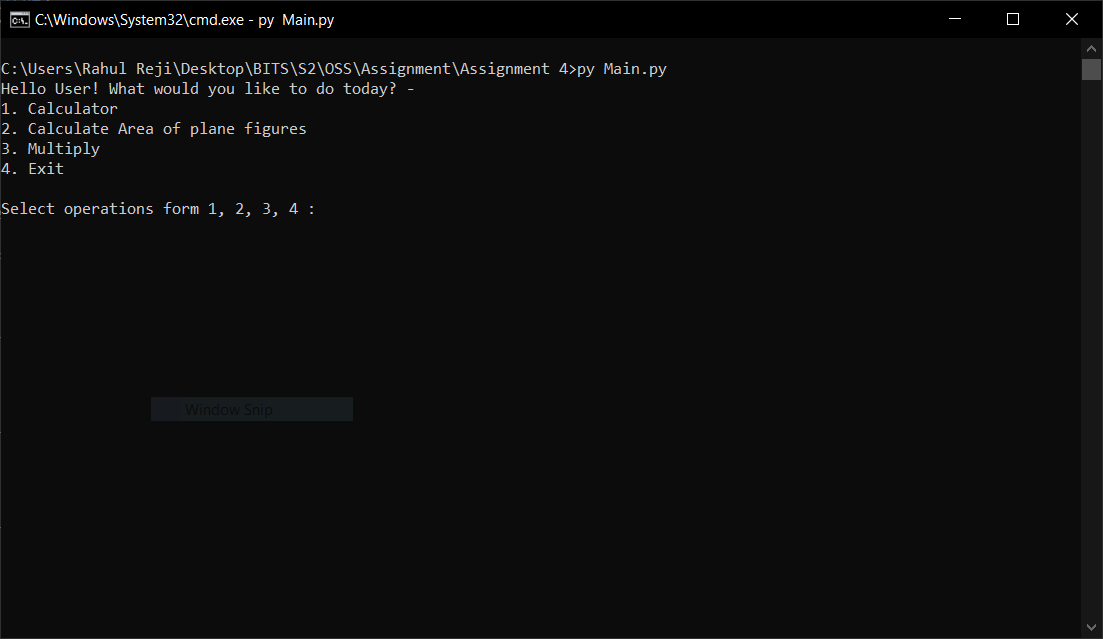 C:\Windows\System32\cmd.exe - py  Main.py
C:\Users\Rahul Reji\Desktop\BITS\S2\OSS\Assignment\Assignment 4>py Main.py
Hello User! What would you like to do today? -
1. Calculator
2. Calculate Area of plane figures
3. Multiply
4. Exit
Select operations form 1, 2, 3, 4 :
Window Snip